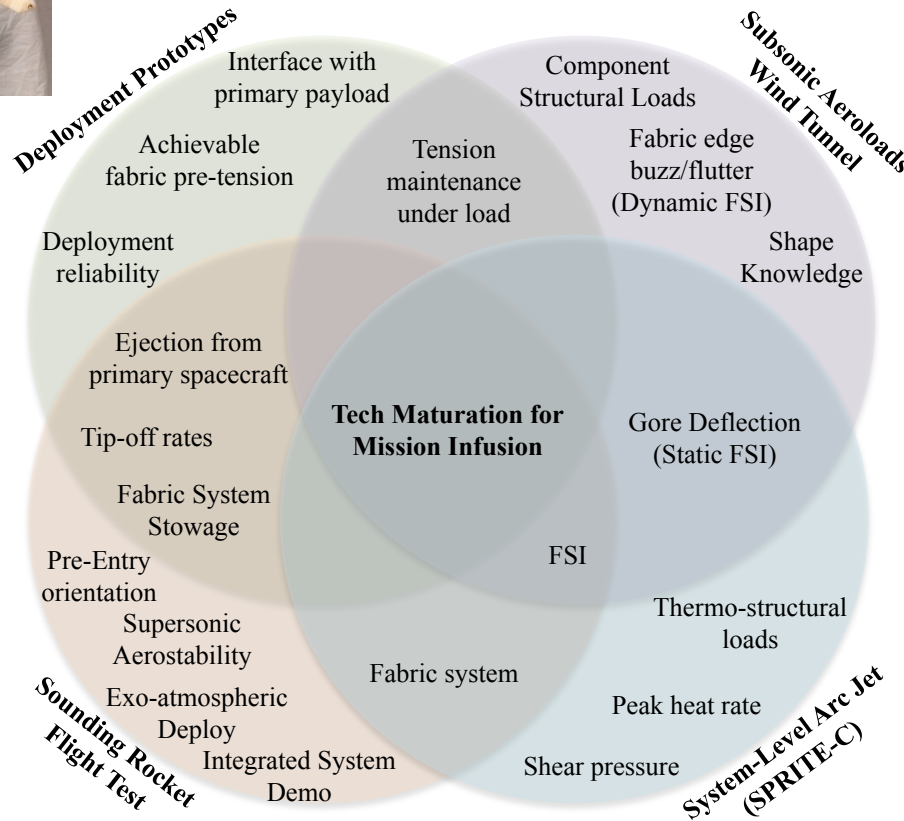 Deployment Prototypes
Subsonic Aeroloads
Wind Tunnel
Interface with
primary payload
Component
Structural Loads
Achievable
fabric pre-tension
Tension
maintenance
under load
Fabric edge
buzz/flutter
(Dynamic FSI)
Deployment
reliability
Shape
Knowledge
Ejection from
primary spacecraft
Tech Maturation for
Mission Infusion
Gore Deflection
(Static FSI)
Tip-off rates
Fabric System
Stowage
Pre-Entry
orientation
FSI
Supersonic
Aerostability
Thermo-structural
loads
Fabric system
Exo-atmospheric
Deploy
Peak heat rate
Integrated System
Demo
Shear pressure
Sounding Rocket
Flight Test
System-Level Arc Jet
(SPRITE-C)